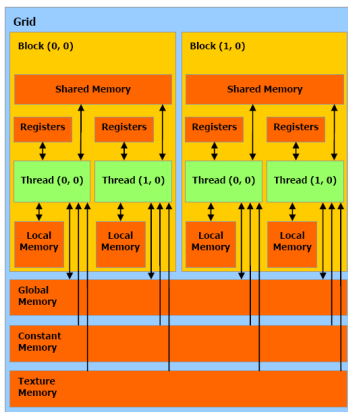 Grid
Block (0, 0)
Block (1, 0)
Shared Memory
Shared Memory
Registers
Registers
Registers
Registers
Thread (0, 0)
Thread (1, 0)
Thread (0, 0)
Thread (1, 0)
Local
Memory
Local
Memory
Local
Memory
Local
Memory
Global
Memory
Constant
Memory
Texture
Memory